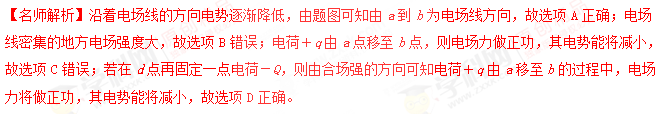 【名师解析】沿着电场线的方向电势逐渐降低，由题图可知由 a 到 b 为电场线方向，故选项 A 正确；电场
线密集的地方电场强度大，故选项 B 错误；电荷+q 由 a 点移至 b 点，则电场力做正功，其电势能将减小，
故选项 C 错误；若在 d 点再固定一点电荷－Q，则由合场强的方向可知电荷+q 由 a 移至 b 的过程中，电场
力将做正功，其电势能将减小，故选项 D 正确。